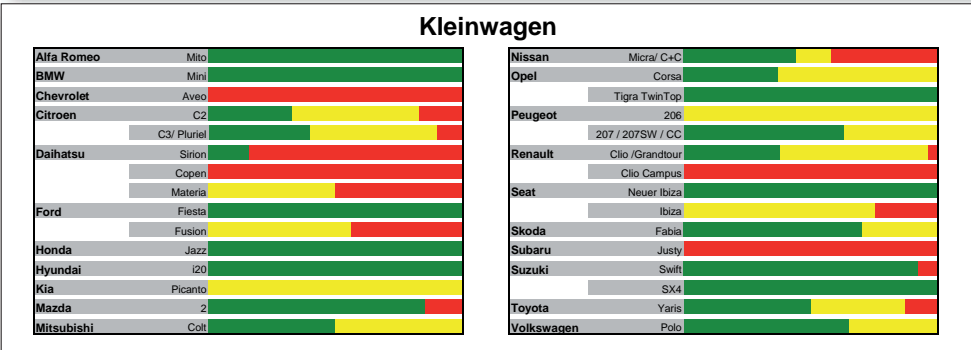 Kleinwagen
Alfa Romeo Mito
BMW Mini
Chevrolet Aveo
Citroen C2
C3/ Pluriel
Daihatsu Sirion
Copen
Materia
Ford Fiesta
Fusion
Honda Jazz
Hyundai i20
Kia Picanto
Mazda 2
Mitsubishi Colt
Nissan Micra/ C+C
Opel Corsa
Tigra TwinTop
Peugeot 206
207 / 207SW / CC
Renault Clio /Grandtour
Clio Campus
Seat Neuer Ibiza
Ibiza
Skoda Fabia
Subaru Justy
Suzuki Swift
SX4
Toyota Yaris
Volkswagen Polo